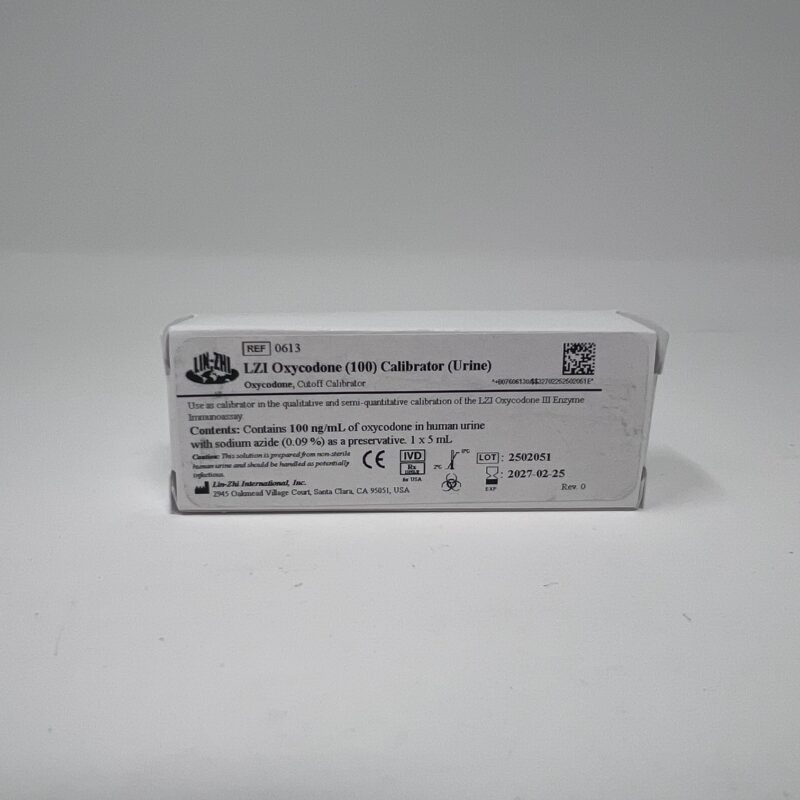 REF 0613
LIN-ZHI
LZI Oxycodone (100) Calibrator (Urine)
Oxycodone, Cutoff Calibrator
Use as calibrator in the qualitative and semi-quantitative calibration of the LZI Oxycodone III Enzyme
Immunoassay
Contents: Contains 100 ng/mL of oxycodone in human urine
with sodium azide (0.09 %) as a preservative. 1 x 5 mL
Caution: This solution is prepared from non-sterile
human urine and should be handled as potentially
infectious.
CE
IVD
Rx
for USA
2°C
8°C
LOT: 2502051
2027-02-25
EXP
Rev. 0
Lin-Zhi International, Inc.
2945 Oakmead Village Court, Santa Clara, CA 95051, USA